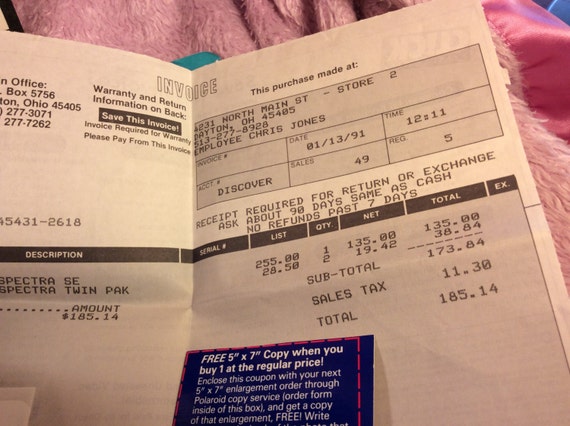 n Office:
. Box 5756
ton, Ohio 45405
) 277-3071
277-7262
Warranty and Return
Information on Back:
Save This Invoice!
Invoice Required for Warranty
Please Pay From This Invoice
45431-2618
INVOICE
This purchase made at:
4231 NORTH MAIN ST - STORE 2
DAYTON, OH 45405
513-277-8928
EMPLOYEE CHRIS JONES
INVOICE #
DATE
01/13/91
TIME
12:11
ACCT #
DISCOVER
SALES
49
REG.
5
RECEIPT REQUIRED FOR RETURN OR EXCHANGE
ASK ABOUT 90 DAYS SAME AS CASH
NO REFUNDS PAST 7 DAYS
DESCRIPTION SERIAL # LIST QTY NET TOTAL EX.
SPECTRA SE 255.00 1 135.00 135.00
SPECTRA TWIN PAK 28.50 2 19.42 38.84
SUB-TOTAL 173.84
SALES TAX 11.30
TOTAL 185.14
..........AMOUNT
$185.14
FREE 5" x 7" Copy when you
buy 1 at the regular price!
Enclose this coupon with your next
5" x 7" enlargement order through
Polaroid copy service (order form
inside of this box), and get a copy
of that enlargement, FREE! Write